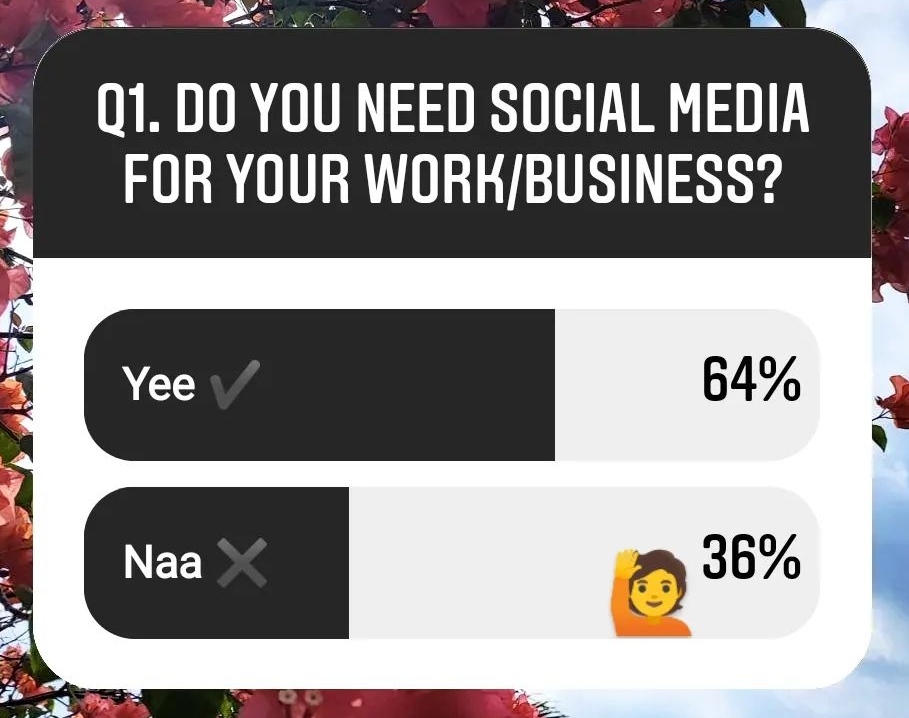 Q1. DO YOU NEED SOCIAL MEDIA
FOR YOUR WORK/BUSINESS?
Yee ✔
64%
Naa ✖
36%